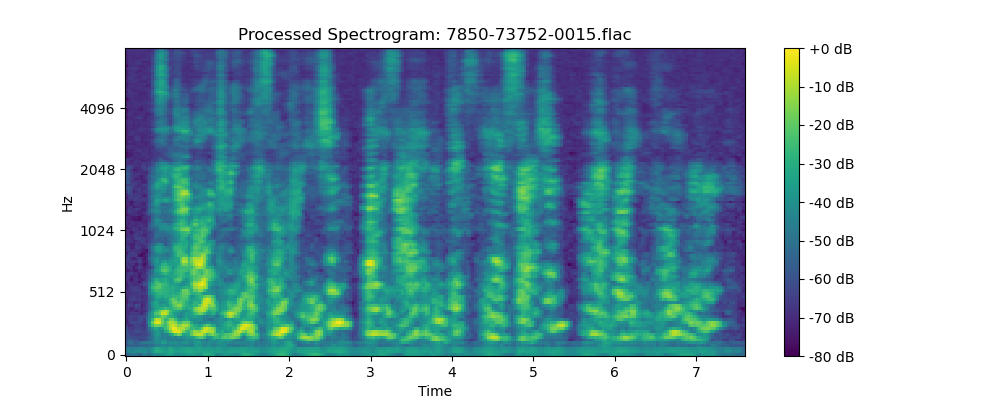 Processed Spectrogram: 7850-73752-0015.flac
Hz
4096
2048
1024
512
0
0 1 2 3 4 5 6 7
Time
+0 dB
-10 dB
-20 dB
-30 dB
-40 dB
-50 dB
-60 dB
-70 dB
-80 dB